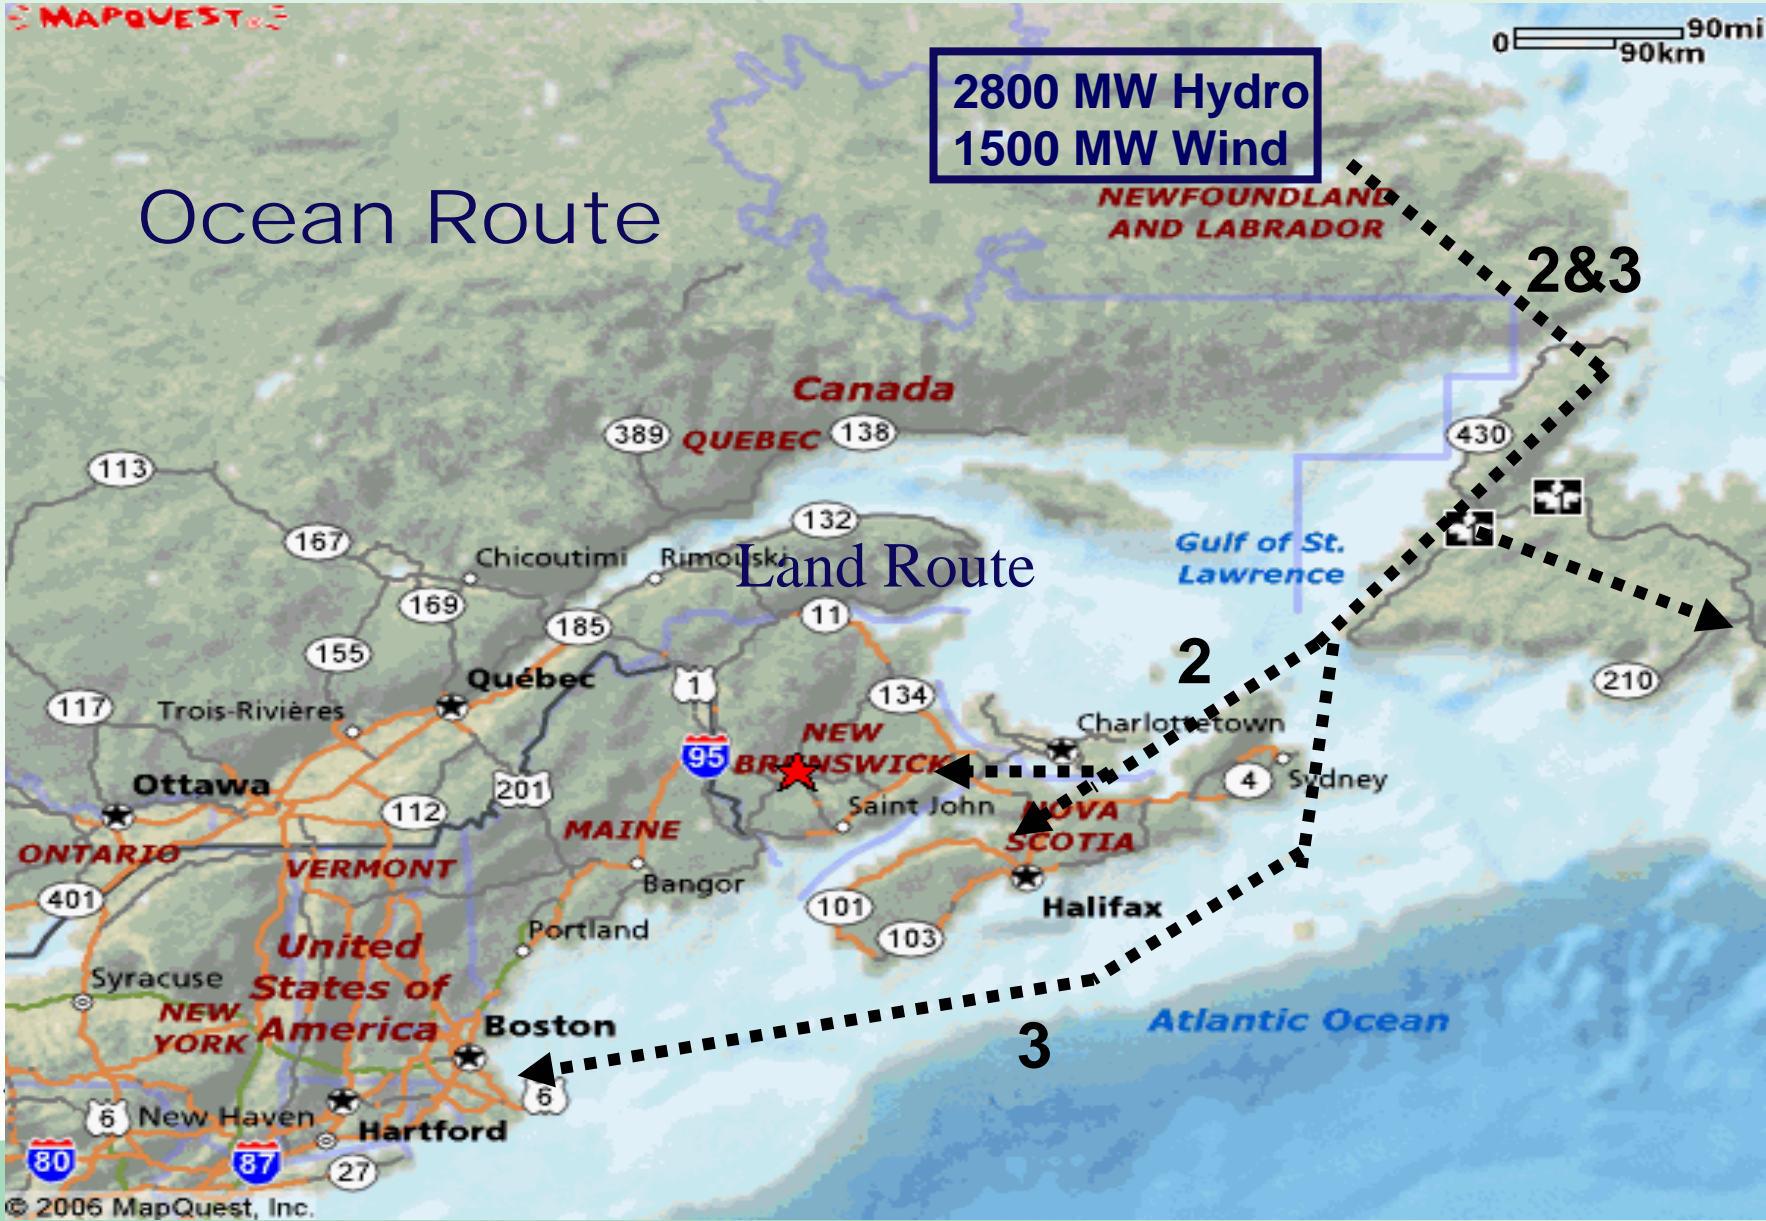 MAPQUEST
0 90mi
90km
2800 MW Hydro
1500 MW Wind
Ocean Route
NEWFOUNDLAND
AND LABRADOR
2&3
Canada
389
QUEBEC
138
430
113
132
167
Gulf of St.
Lawrence
Chicoutimi
Rimouski
Land Route
169
11
185
155
2
Québec
1
134
210
117
Trois-Rivières
Charlottetown
NEW
BRUNSWICK
95
Ottawa
201
4
Sydney
112
Saint John
NOVA
SCOTIA
MAINE
ONTARIO
VERMONT
Bangor
401
101
Halifax
103
Portland
United
States of
America
Syracuse
NEW
YORK
Boston
Atlantic Ocean
3
6
6
New Haven
Hartford
80
87
27
© 2006 MapQuest, Inc.